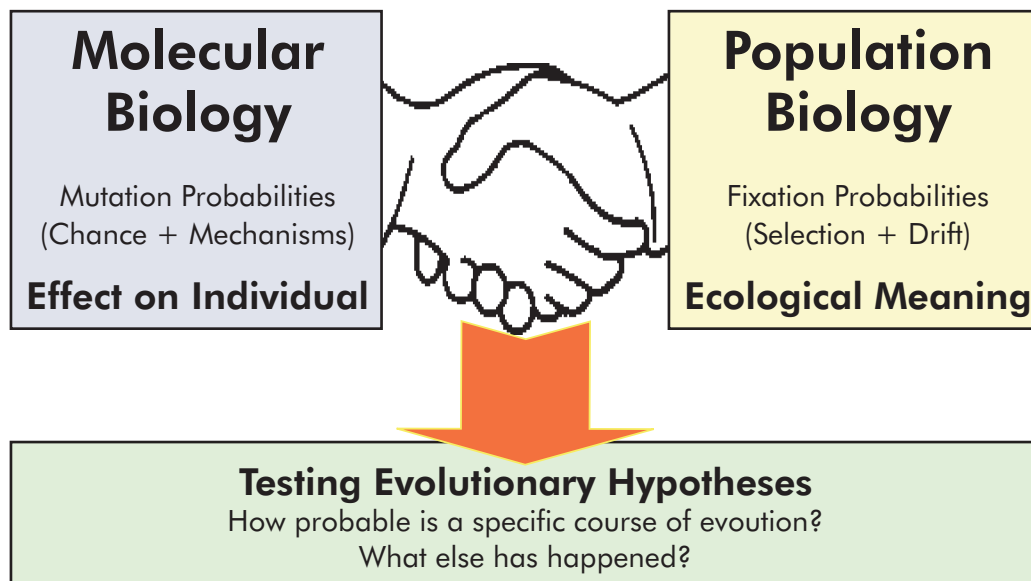 Molecular
Biology
Mutation Probabilities
(Chance + Mechanisms)
Effect on Individual
Population
Biology
Fixation Probabilities
(Selection + Drift)
Ecological Meaning
Testing Evolutionary Hypotheses
How probable is a specific course of evoution?
What else has happened?